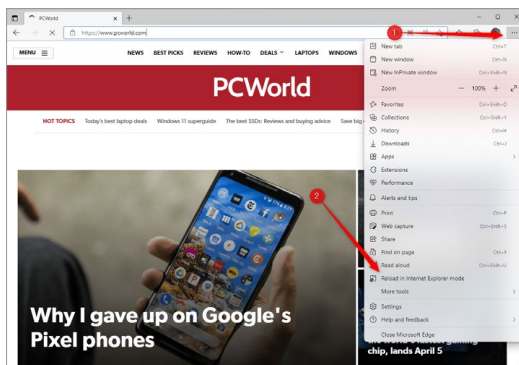 PCWorld
https://www.pcworld.com
1
MENU
NEWS BEST PICKS REVIEWS HOW-TO DEALS LAPTOPS WINDOWS
PCWorld
HOT TOPICS Today's best laptop deals Windows 11 superguide The best SSDs: Reviews and buying advice Save big
Why I gave up on Google's
Pixel phones
chip, lands April 5
New tab Ctrl+T
New window Ctrl+N
New InPrivate window Ctrl+Shift+N
Zoom 100%
Favorites Ctrl+Shift+O
Collections Ctrl+Shift+Y
History Ctrl+H
Downloads Ctrl+J
Apps
Extensions
Performance
Alerts and tips
Print Ctrl+P
Web capture Ctrl+Shift+S
Share
Find on page Ctrl+F
Read aloud Ctrl+Shift+U
2
Reload in Internet Explorer mode
More tools
Settings
Help and feedback
Close Microsoft Edge